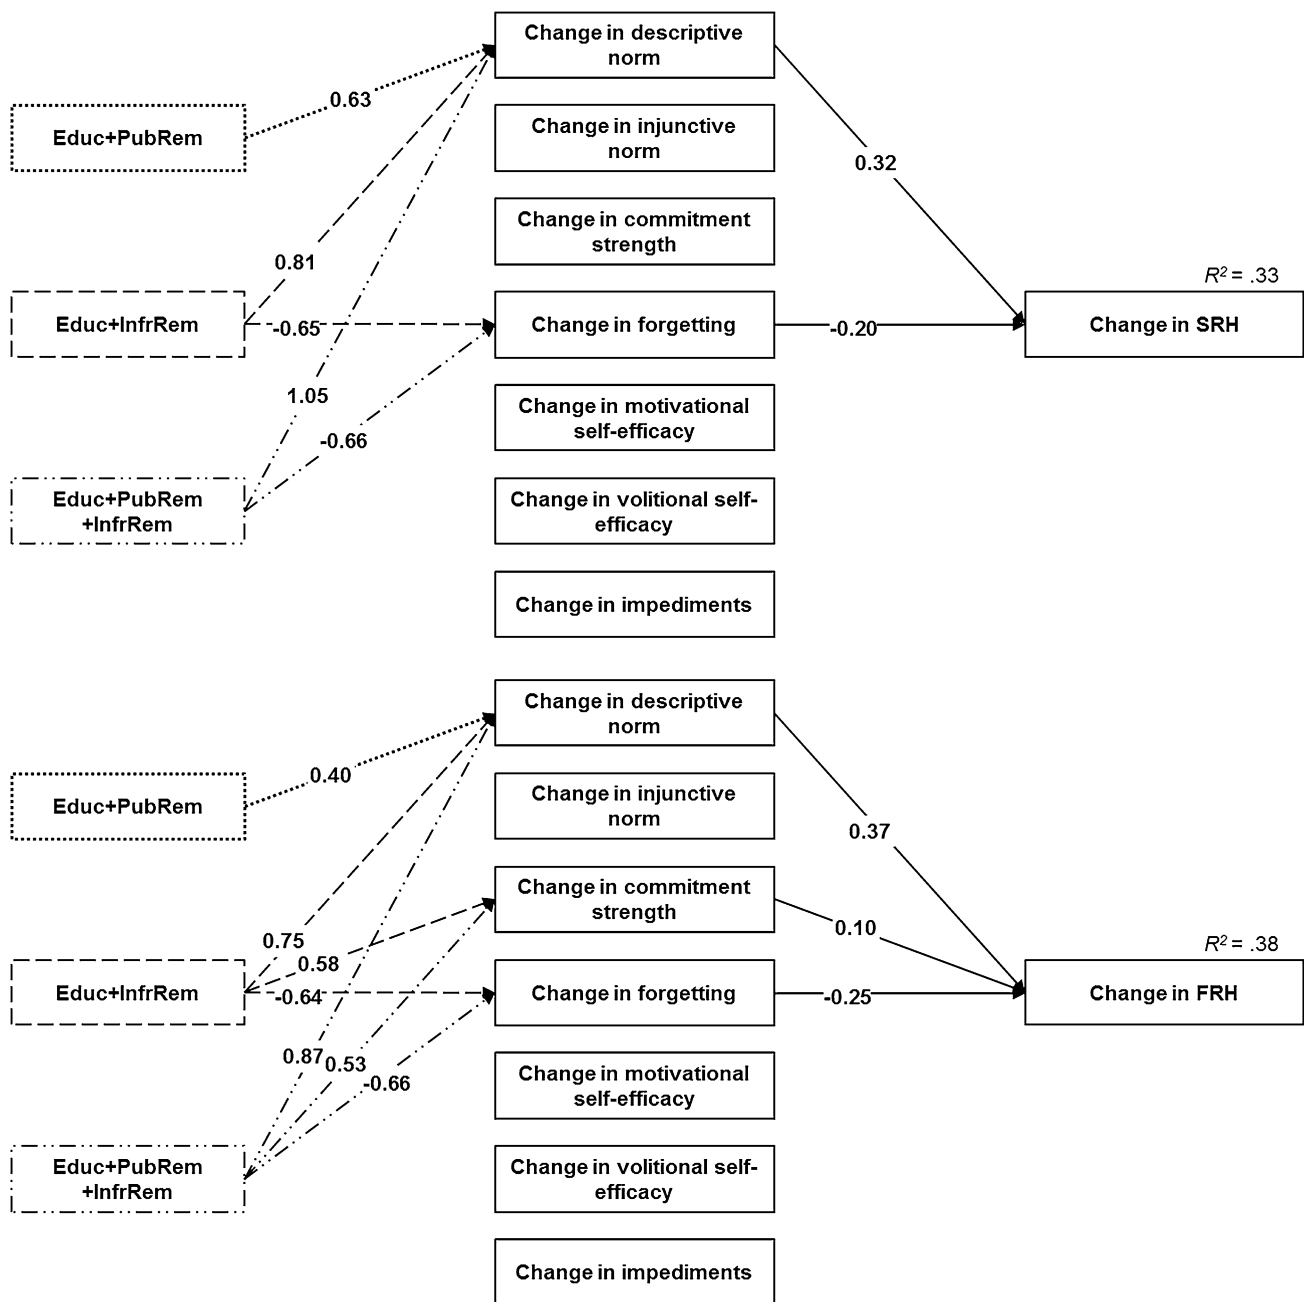 Change in descriptive
norm
0.63
Educ+PubRem
Change in injunctive
norm
0.32
Change in commitment
strength
0.81
R² = .33
Educ+InfrRem
-0.65
Change in forgetting
-0.20
Change in SRH
1.05
Change in motivational
self-efficacy
-0.66
Educ+PubRem
+InfrRem
Change in volitional self-
efficacy
Change in impediments
Change in descriptive
norm
0.40
Educ+PubRem
Change in injunctive
norm
0.37
Change in commitment
strength
0.10
0.75
0.58
R² = .38
Educ+InfrRem
-0.64
Change in forgetting
-0.25
Change in FRH
0.87
0.53
-0.66
Change in motivational
self-efficacy
Educ+PubRem
+InfrRem
Change in volitional self-
efficacy
Change in impediments